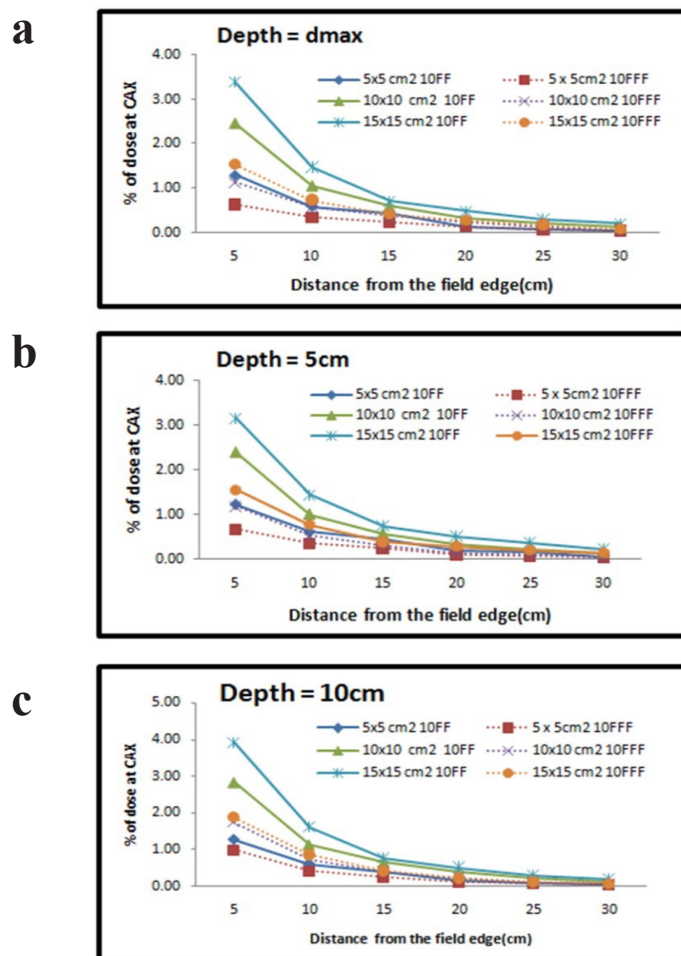 a
Depth = dmax
4.00
3.00
2.00
1.00
0.00
% of dose at CAX
5x5 cm2 10FF
5 x 5cm2 10FFF
10x10 cm2 10FF
10x10 cm2 10FFF
15x15 cm2 10FF
15x15 cm2 10FFF
5 10 15 20 25 30
Distance from the field edge(cm)
b
Depth = 5cm
4.00
3.00
2.00
1.00
0.00
% of dose at CAX
5x5 cm2 10FF
5 x 5cm2 10FFF
10x10 cm2 10FF
10x10 cm2 10FFF
15x15 cm2 10FF
15x15 cm2 10FFF
5 10 15 20 25 30
Distance from the field edge(cm)
c
Depth = 10cm
5.00
4.00
3.00
2.00
1.00
0.00
% of dose at CAX
5x5 cm2 10FF
5 x 5cm2 10FFF
10x10 cm2 10FF
10x10 cm2 10FFF
15x15 cm2 10FF
15x15 cm2 10FFF
5 10 15 20 25 30
Distance from the field edge(cm)